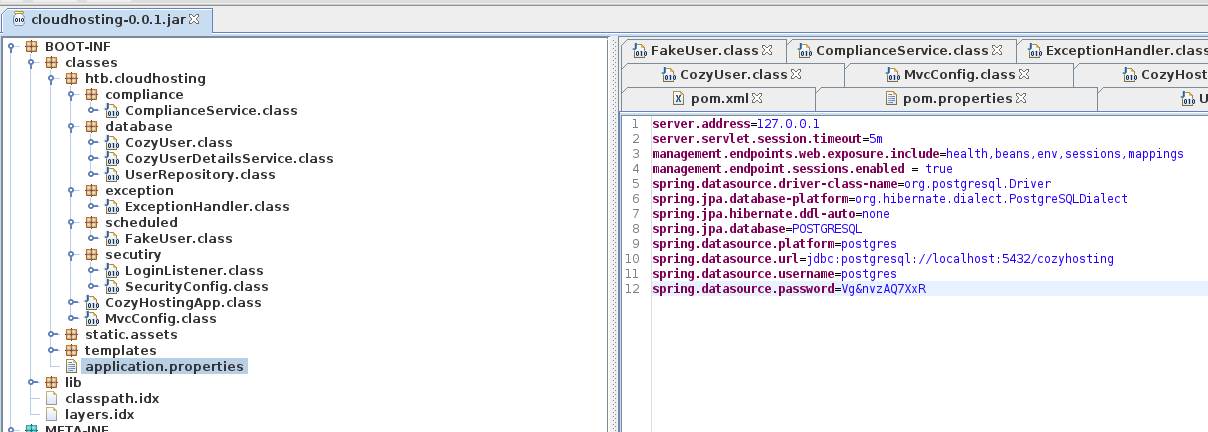 cloudhosting-0.0.1.jar
BOOT-INF
classes
htb.cloudhosting
compliance
ComplianceService.class
database
CozyUser.class
CozyUserDetailsService.class
UserRepository.class
exception
ExceptionHandler.class
scheduled
FakeUser.class
secutiry
LoginListener.class
SecurityConfig.class
CozyHostingApp.class
MvcConfig.class
static.assets
templates
application.properties
lib
classpath.idx
layers.idx
META-INF
FakeUser.class ComplianceService.class ExceptionHandler.class
CozyUser.class MvcConfig.class CozyHost
pom.xml pom.properties U
1 server.address=127.0.0.1
2 server.servlet.session.timeout=5m
3 management.endpoints.web.exposure.include=health,beans,env,sessions,mappings
4 management.endpoint.sessions.enabled = true
5 spring.datasource.driver-class-name=org.postgresql.Driver
6 spring.jpa.database-platform=org.hibernate.dialect.PostgreSQLDialect
7 spring.jpa.hibernate.ddl-auto=none
8 spring.jpa.database=POSTGRESQL
9 spring.datasource.platform=postgres
10 spring.datasource.url=jdbc:postgresql://localhost:5432/cozyhosting
11 spring.datasource.username=postgres
12 spring.datasource.password=Vg&nvzAQ7XxR